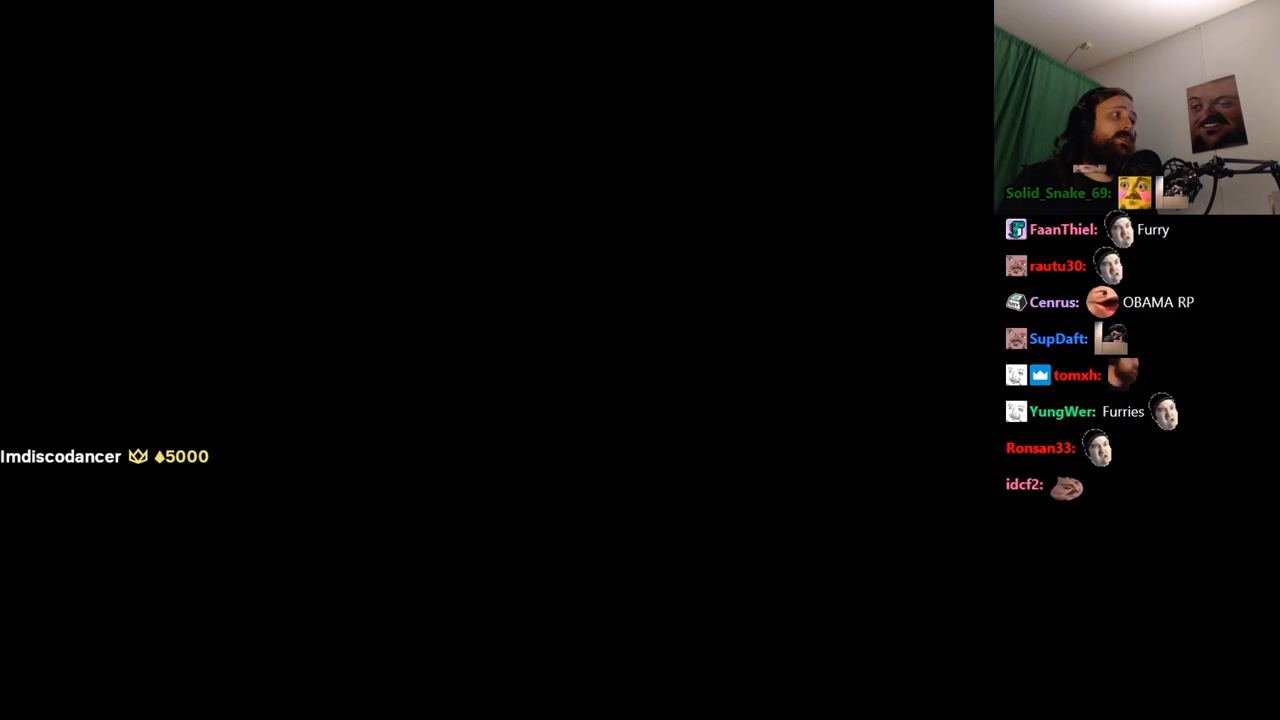 Solid_Snake_69:
FaanThiel: Furry
rautu30:
Cenrus: OBAMA RP
SupDaft:
tomxh:
YungWer: Furries
Ronsan33:
idcf2:
Imdiscodancer ♦5000